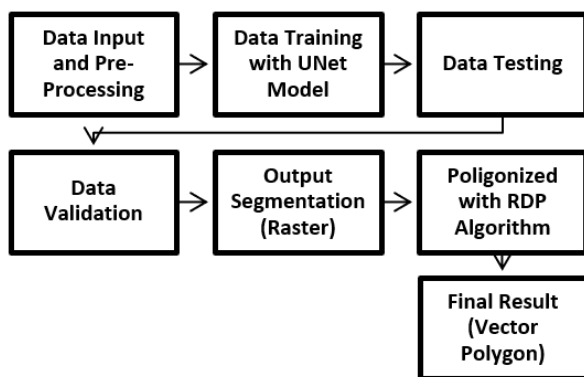 Data Input
and Pre-
Processing
Data Training
with UNet
Model
Data Testing
Data
Validation
Output
Segmentation
(Raster)
Poligonized
with RDP
Algorithm
Final Result
(Vector
Polygon)